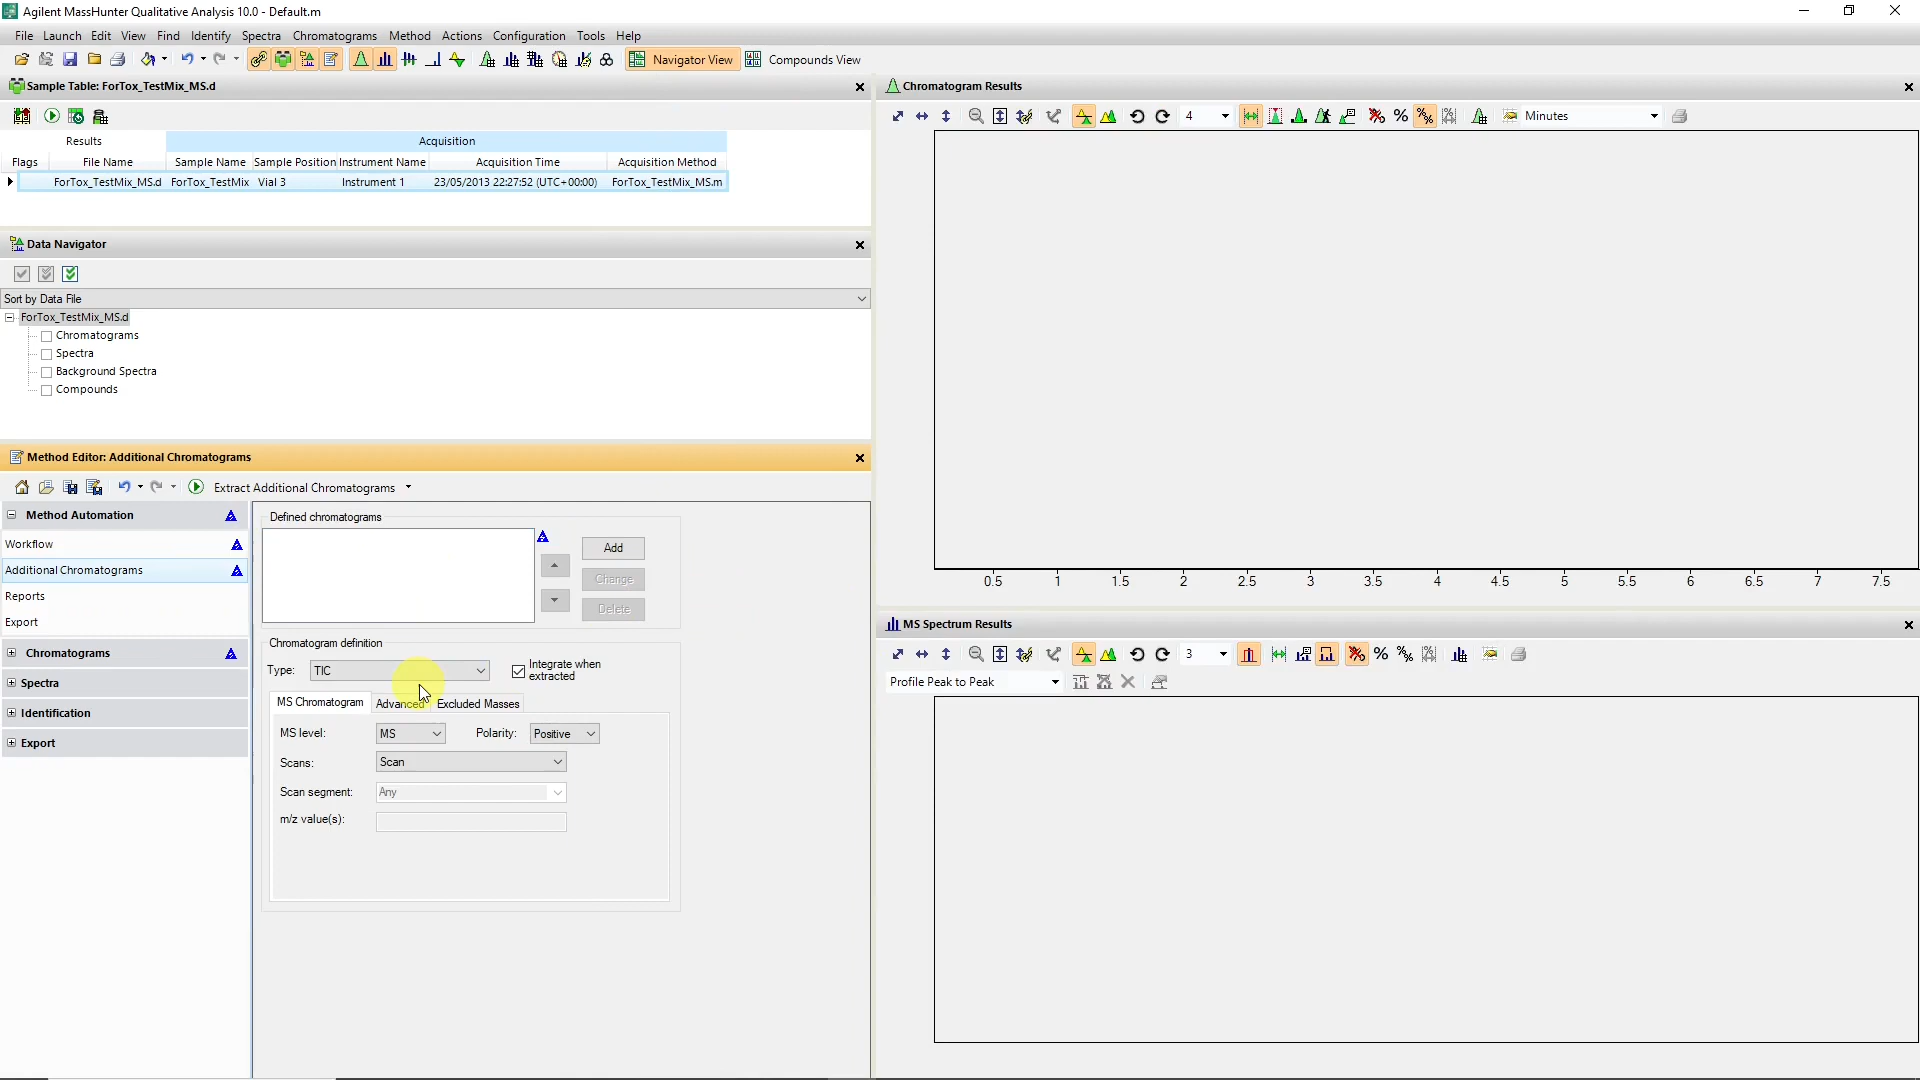 Agilent MassHunter Qualitative Analysis 10.0 - Default.m
File Launch Edit View Find Identify Spectra Chromatograms Method Actions Configuration Tools Help
Navigator View Compounds View
Sample Table: ForTox_TestMix_MS.d
Results Acquisition
Flags File Name Sample Name Sample Position Instrument Name Acquisition Time Acquisition Method
ForTox_TestMix_MS.d ForTox_TestMix Vial 3 Instrument 1 23/05/2013 22:27:52 (UTC+00:00) ForTox_TestMix_MS.m
Data Navigator
Sort by Data File
ForTox_TestMix_MS.d
Chromatograms
Spectra
Background Spectra
Compounds
Method Editor: Additional Chromatograms
Extract Additional Chromatograms
Method Automation
Workflow
Additional Chromatograms
Reports
Export
Chromatograms
Spectra
Identification
Export
Defined chromatograms
Add
Change
Delete
Chromatogram definition
Type: TIC
Integrate when
extracted
MS Chromatogram Advanced Excluded Masses
MS level: MS Polarity: Positive
Scans: Scan
Scan segment: Any
m/z value(s):
Chromatogram Results
4 Minutes
0.5 1 1.5 2 2.5 3 3.5 4 4.5 5 5.5 6 6.5 7 7.5
MS Spectrum Results
3
Profile Peak to Peak